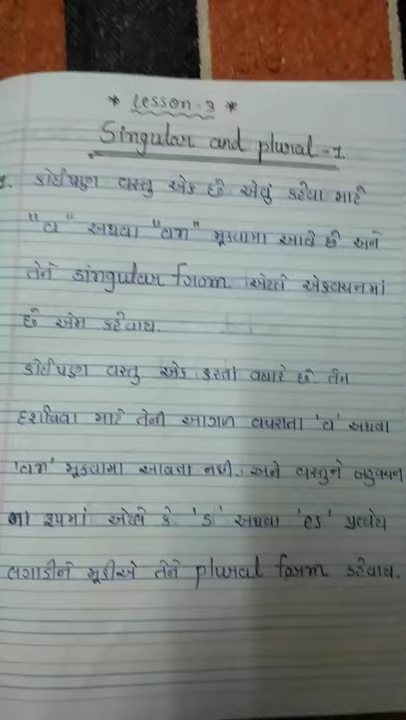 * Lesson-3 *
Singular and plural-1
1. કોઈપણ વસ્તુ એક છે એવું કહેવા માટે
"a" અથવા "an" મૂકવામા આવે છે અને
તેને singular from એટલે એકવચનમાં
છે એમ કહેવાય.
કોઈપણ વસ્તુ એક કરતાં વધારે છે તેમ
દર્શાવવા માટે તેની આગળ વપરાતા 'a' અથવા
'an' મૂકવામા આવતા નથી. અને વસ્તુને બહુવચન
ના રૂપમાં એટલે કે 's' અથવા 'es' પ્રત્યેય
લગાડીને મૂકીએ તેને plural form કહેવાય.